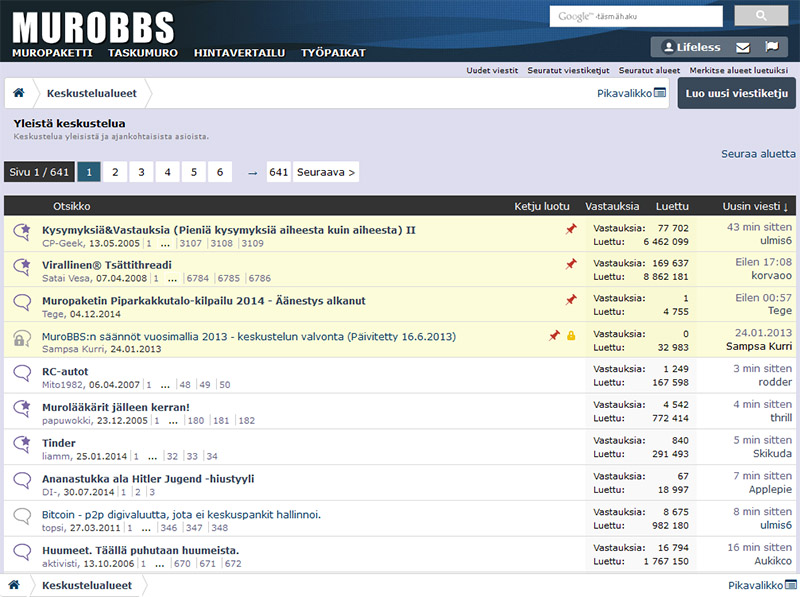 MUROBBS
Google™ -täsmähaku
MUROPAKETTI TASKUMURO HINTAVERTAILU TYÖPAIKAT
Lifeless
Uudet viestit Seuratut viestiketjut Seuratut alueet Merkitse alueet luetuiksi
Keskustelualueet Pikavalikko Luo uusi viestiketju
Yleistä keskustelua
Keskustelua yleisistä ja ajankohtaisista asioista.
Seuraa aluetta
Sivu 1 / 641 1 2 3 4 5 6 → 641 Seuraava >
Otsikko Ketju luotu Vastauksia Luettu Uusin viesti ↓
Kysymyksiä&Vastauksia (Pieniä kysymyksiä aiheesta kuin aiheesta) II Vastauksia: 77 702 43 min sitten
CP-Geek, 13.05.2005 1 ... 3107 3108 3109 Luettu: 6 462 099 ulmis6
Virallinen® Tsättithreadi Vastauksia: 169 637 Eilen 17:08
Satai Vesa, 07.04.2008 1 ... 6784 6785 6786 Luettu: 8 862 181 korvaoo
Muropaketin Piparkakkutalo-kilpailu 2014 - Äänestys alkanut Vastauksia: 1 Eilen 00:57
Tege, 04.12.2014 Luettu: 4 755 Tege
MuroBBS:n säännöt vuosimallia 2013 - keskustelun valvonta (Päivitetty 16.6.2013) Vastauksia: 0 24.01.2013
Sampsa Kurri, 24.01.2013 Luettu: 32 983 Sampsa Kurri
RC-autot Vastauksia: 1 249 3 min sitten
Mito1982, 06.04.2007 1 ... 48 49 50 Luettu: 167 598 rodder
Murolääkärit jälleen kerran! Vastauksia: 4 542 4 min sitten
papuwokki, 23.12.2005 1 ... 180 181 182 Luettu: 772 414 thrill
Tinder Vastauksia: 840 5 min sitten
liamm, 25.01.2014 1 ... 32 33 34 Luettu: 291 493 Skikuda
Ananastukka ala Hitler Jugend -hiustyyli Vastauksia: 67 7 min sitten
DI-, 30.07.2014 1 2 3 Luettu: 18 997 Applepie
Bitcoin - p2p digivaluutta, jota ei keskuspankit hallinnoi. Vastauksia: 8 675 8 min sitten
topsi, 27.03.2011 1 ... 346 347 348 Luettu: 982 180 ulmis6
Huumeet. Täällä puhutaan huumeista. Vastauksia: 16 794 16 min sitten
aktivisti, 13.10.2006 1 ... 670 671 672 Luettu: 1 767 150 Aukikco
Keskustelualueet Pikavalikko